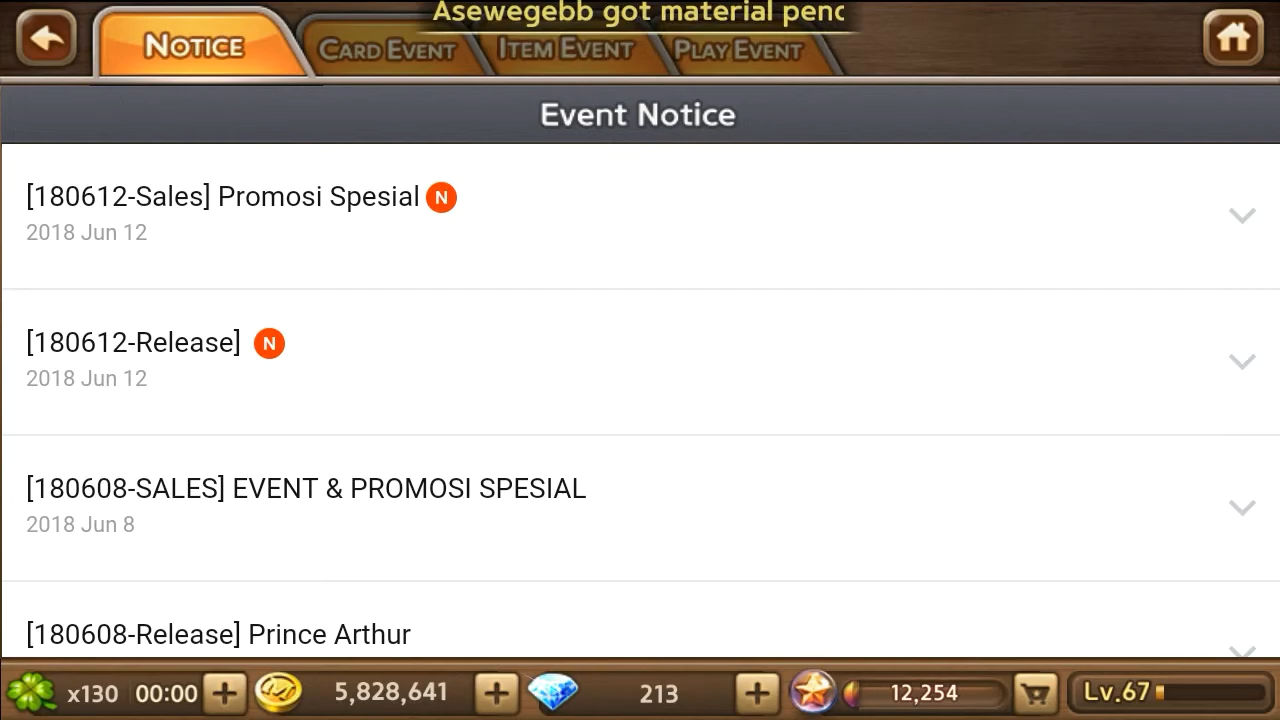 Asewegebb got material
NOTICE
CARD EVENT
ITEM EVENT
PLAY EVENT
Event Notice
[180612-Sales] Promosi Spesial N
2018 Jun 12
[180612-Release] N
2018 Jun 12
[180608-SALES] EVENT & PROMOSI SPESIAL
2018 Jun 8
[180608-Release] Prince Arthur
x130 00:00 + 5,828,641 + 213 + 12,254 Lv.67